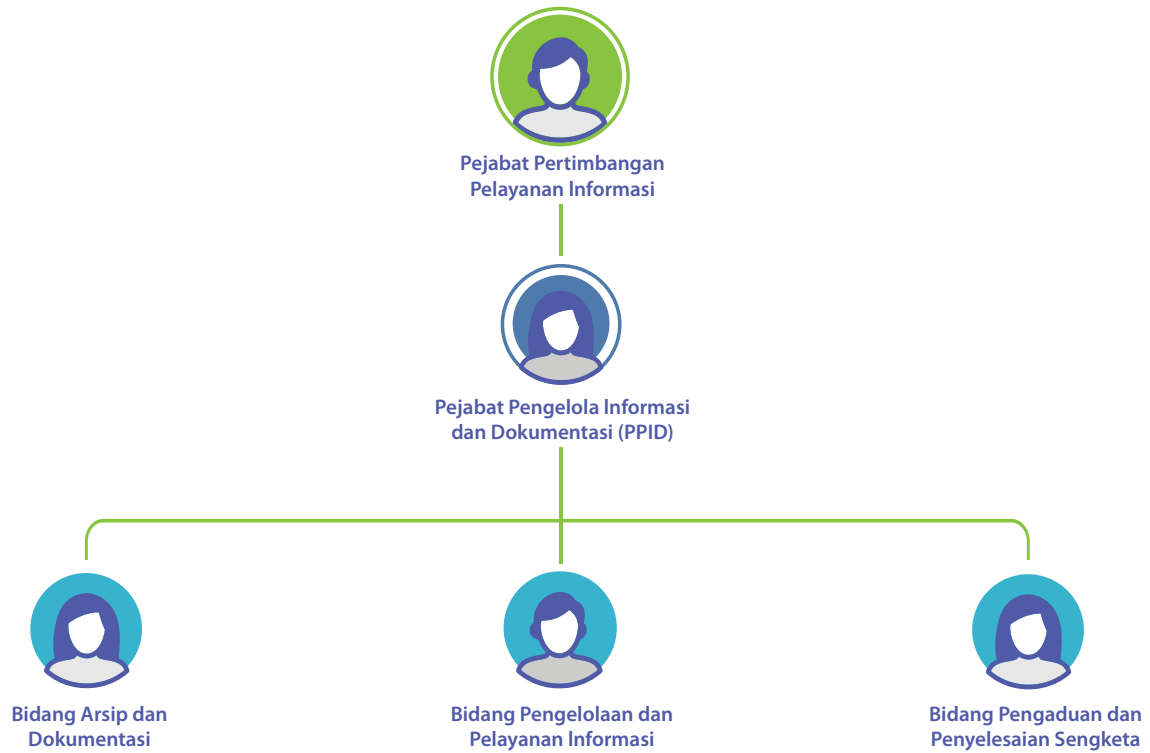 Pejabat Pertimbangan
Pelayanan Informasi
Pejabat Pengelola Informasi
dan Dokumentasi (PPID)
Bidang Arsip dan
Dokumentasi
Bidang Pengelolaan dan
Pelayanan Informasi
Bidang Pengaduan dan
Penyelesaian Sengketa